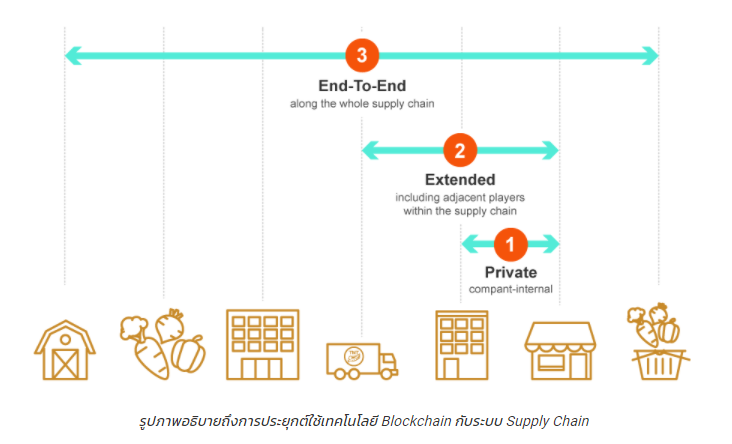 3
End-To-End
along the whole supply chain
2
Extended
including adjacent players
within the supply chain
1
Private
compant-internal
รูปภาพอธิบายถึงการประยุกต์ใช้เทคโนโลยี Blockchain กับระบบ Supply Chain